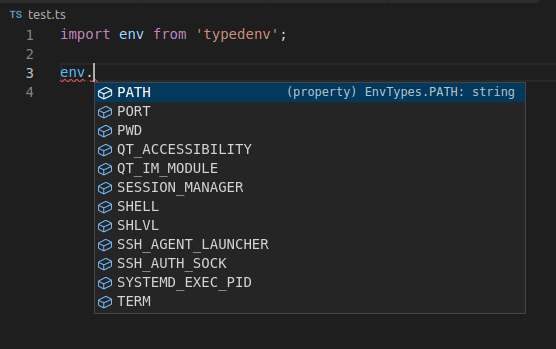 TS test.ts
1 import env from 'typedenv';
2
3 env.
4
PATH (property) EnvTypes.PATH: string
PORT
PWD
QT_ACCESSIBILITY
QT_IM_MODULE
SESSION_MANAGER
SHELL
SHLVL
SSH_AGENT_LAUNCHER
SSH_AUTH_SOCK
SYSTEMD_EXEC_PID
TERM